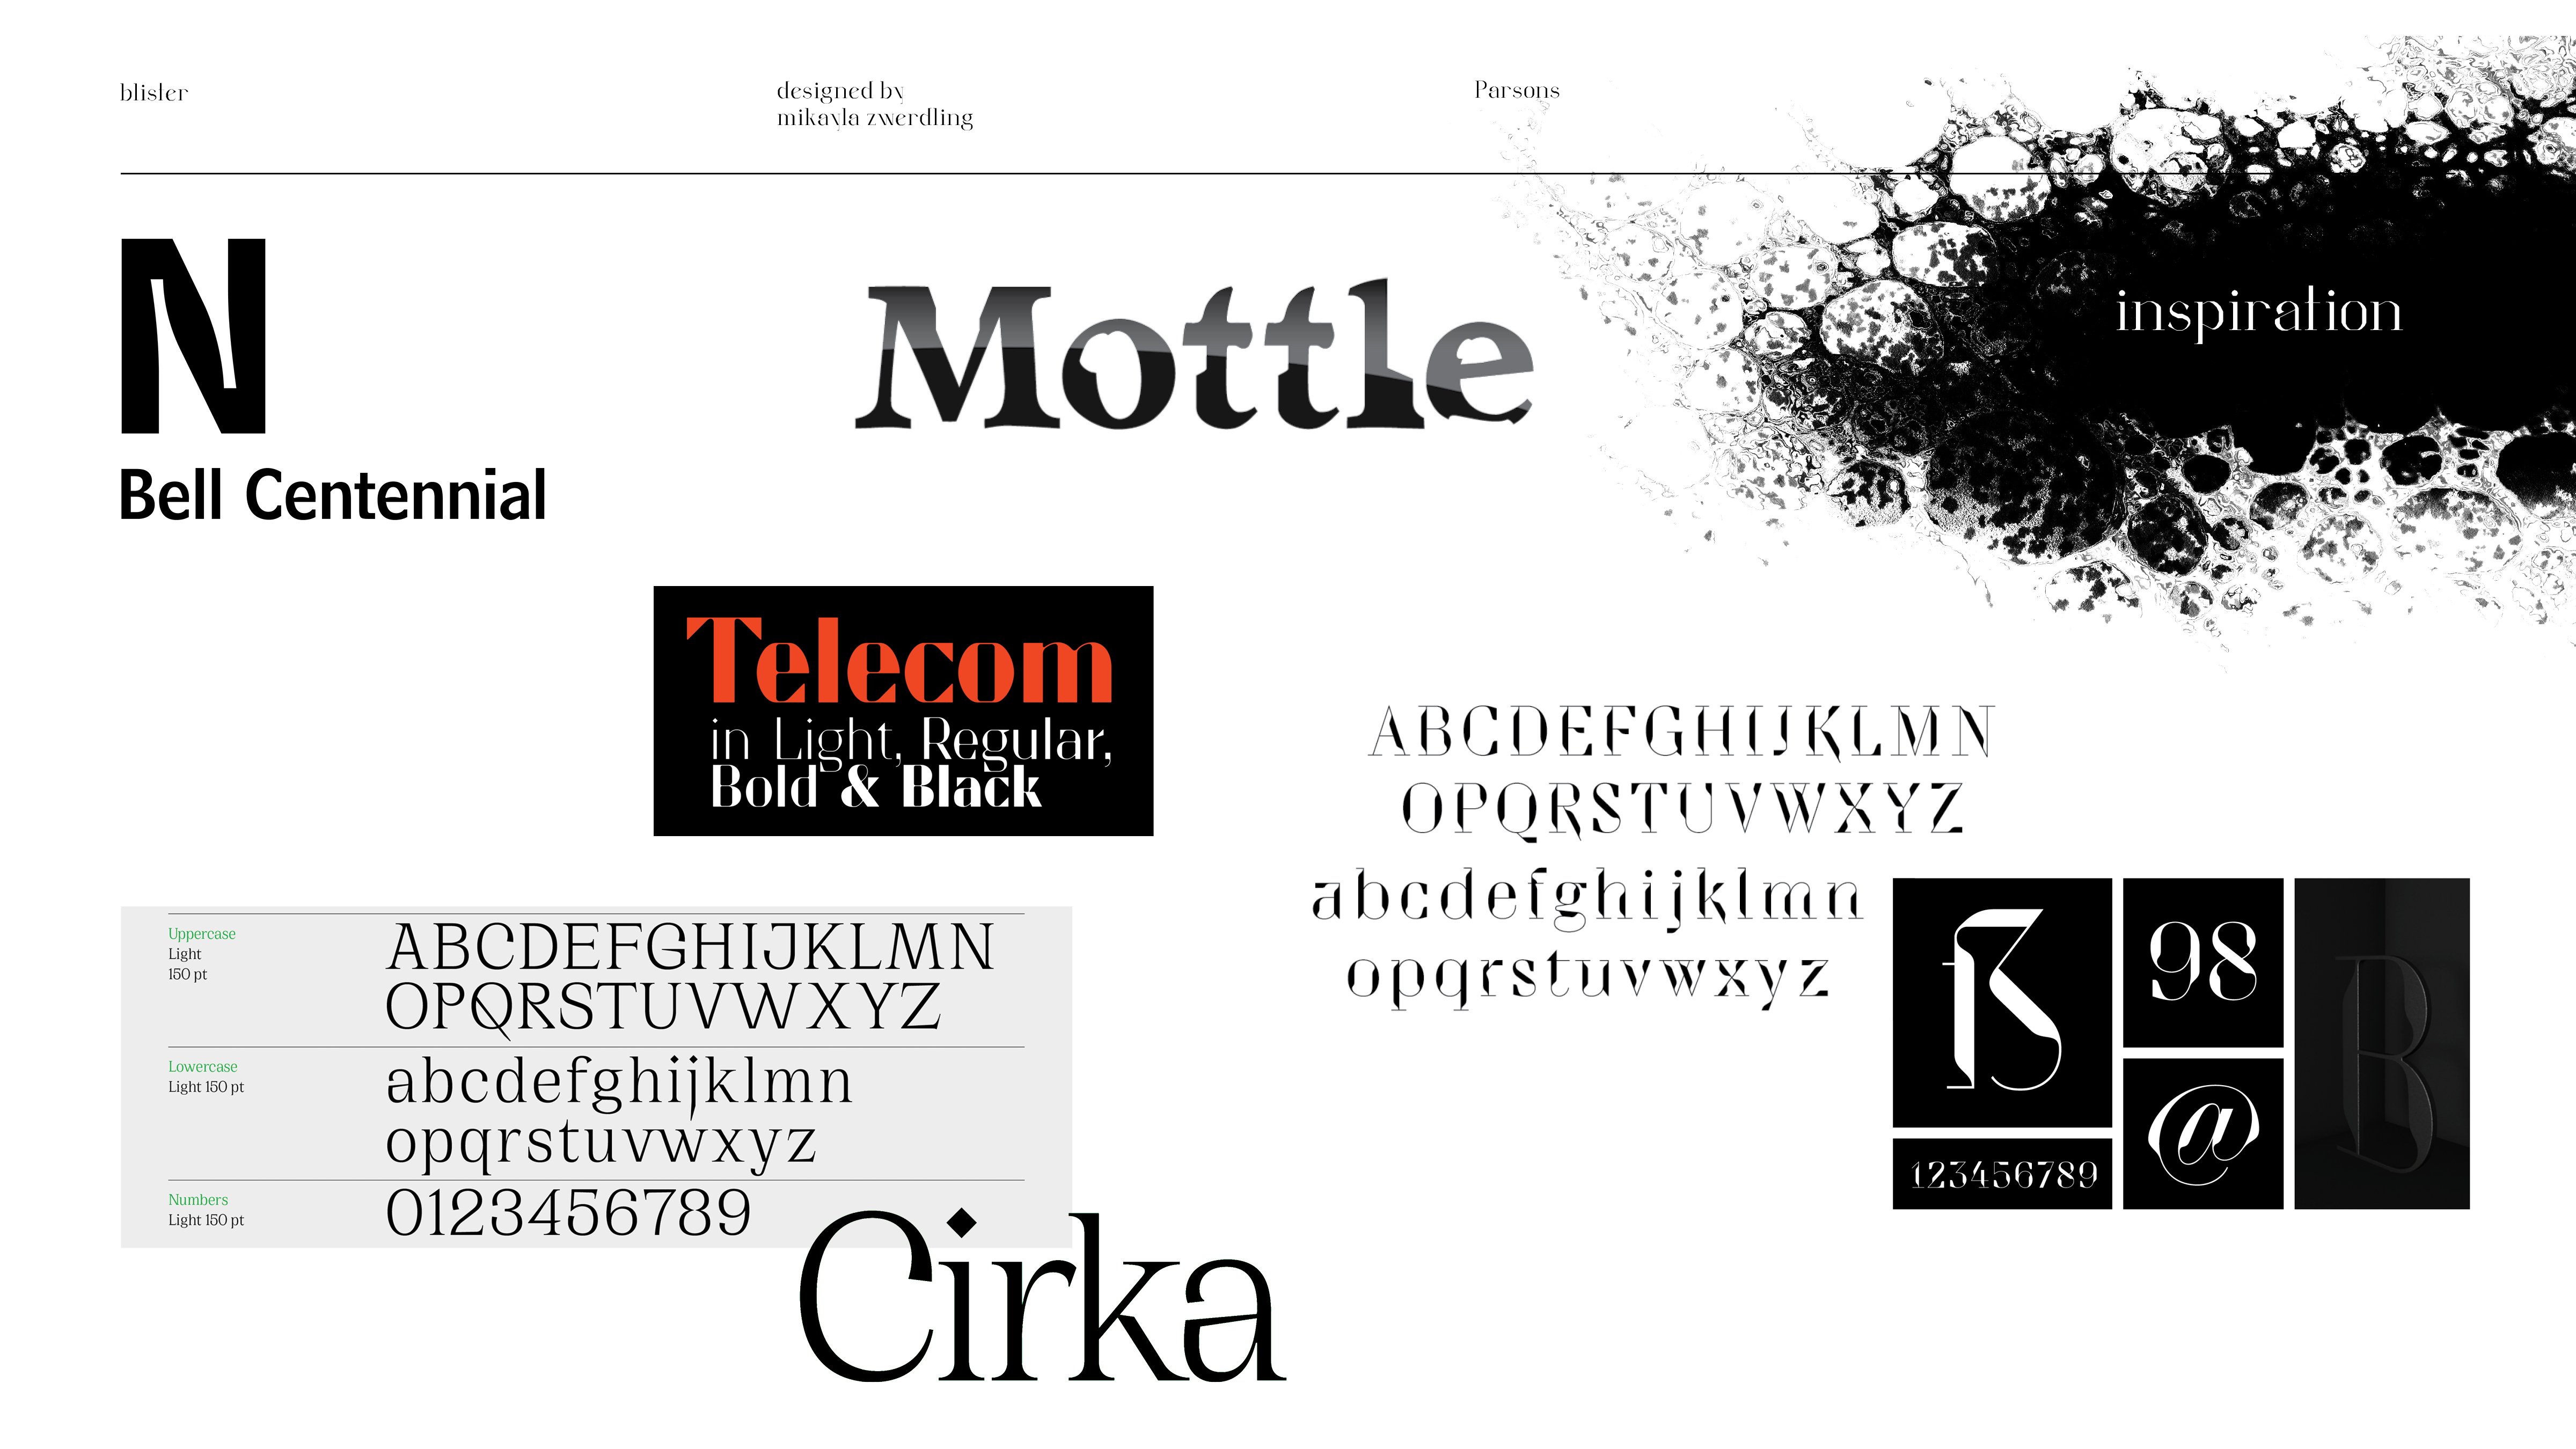 blisler
designed by
mikayla zwerdling
Parsons
inspiration
N
Bell Centennial
Mottle
Telecom
in Light, Regular,
Bold & Black
ABCDEFGHIJKLMN
OPQRSTUVWXYZ
abcdefghijklmn
opqrstuvwxyz
ß
98
@
123456789
B
Uppercase
Light
150 pt
ABCDEFGHIJKLMN
OPQRSTUVWXYZ
Lowercase
Light 150 pt
abcdefghijklmn
opqrstuvwxyz
Numbers
Light 150 pt
0123456789
Cirka